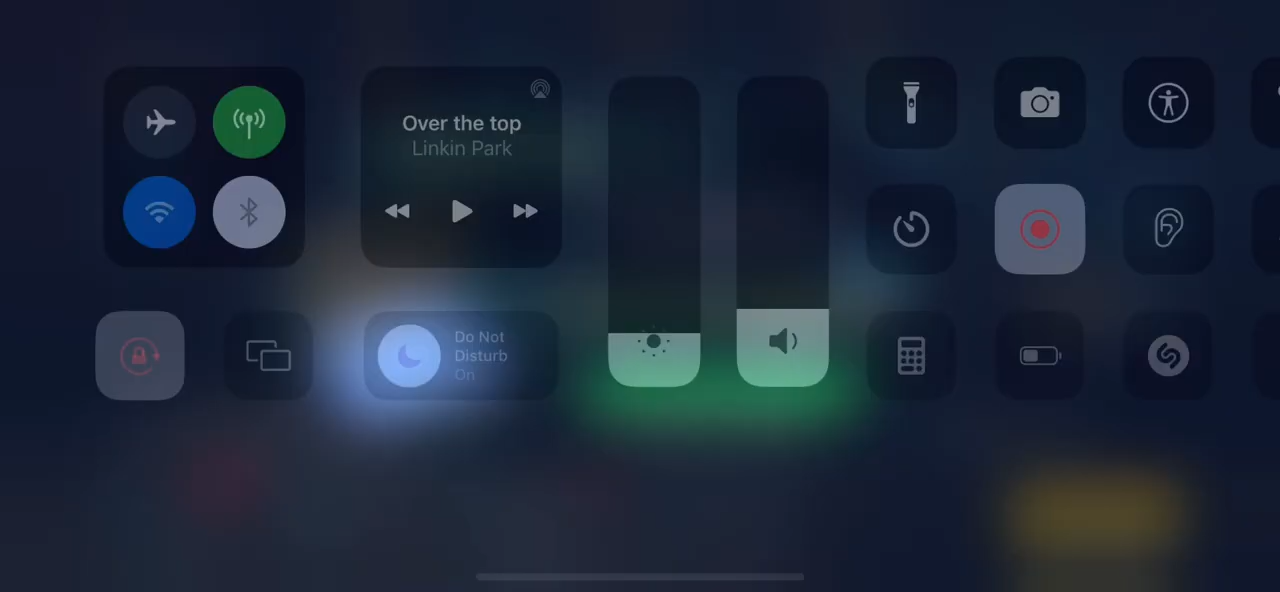 Over the top
Linkin Park
Do Not
Disturb
On